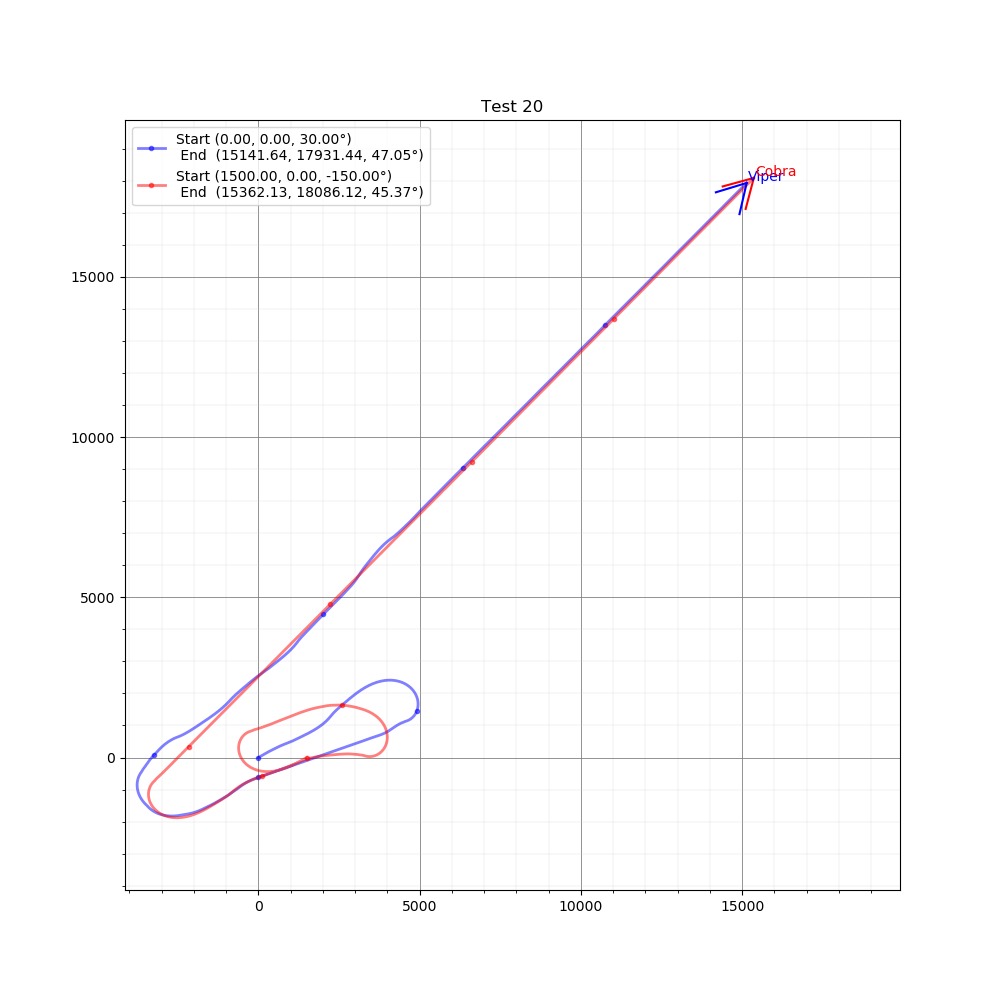 Test 20
Start (0.00, 0.00, 30.00°)
End (15141.64, 17931.44, 47.05°)
Start (1500.00, 0.00, -150.00°)
End (15362.13, 18086.12, 45.37°)
Cobra
Viper
15000
10000
5000
0
0
5000
10000
15000